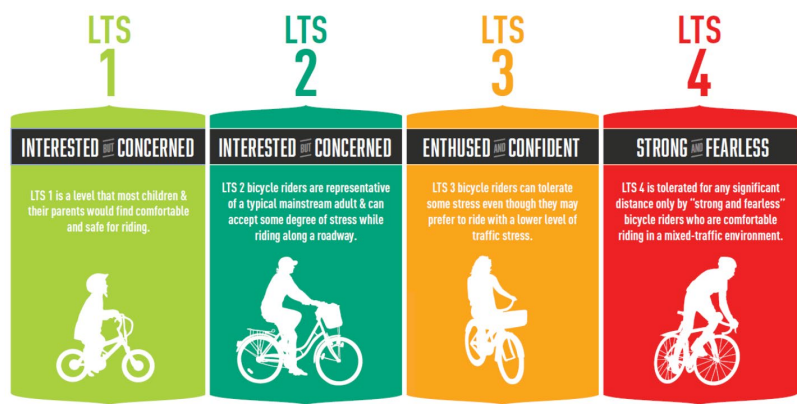 LTS
1
INTERESTED BUT CONCERNED
LTS 1 is a level that most children &
their parents would find comfortable
and safe for riding.
LTS
2
INTERESTED BUT CONCERNED
LTS 2 bicycle riders are representative
of a typical mainstream adult & can
accept some degree of stress while
riding along a roadway.
LTS
3
ENTHUSED AND CONFIDENT
LTS 3 bicycle riders can tolerate
some stress even though they may
prefer to ride with a lower level of
traffic stress.
LTS
4
STRONG AND FEARLESS
LTS 4 is tolerated for any significant
distance only by “strong and fearless”
bicycle riders who are comfortable
riding in a mixed-traffic environment.